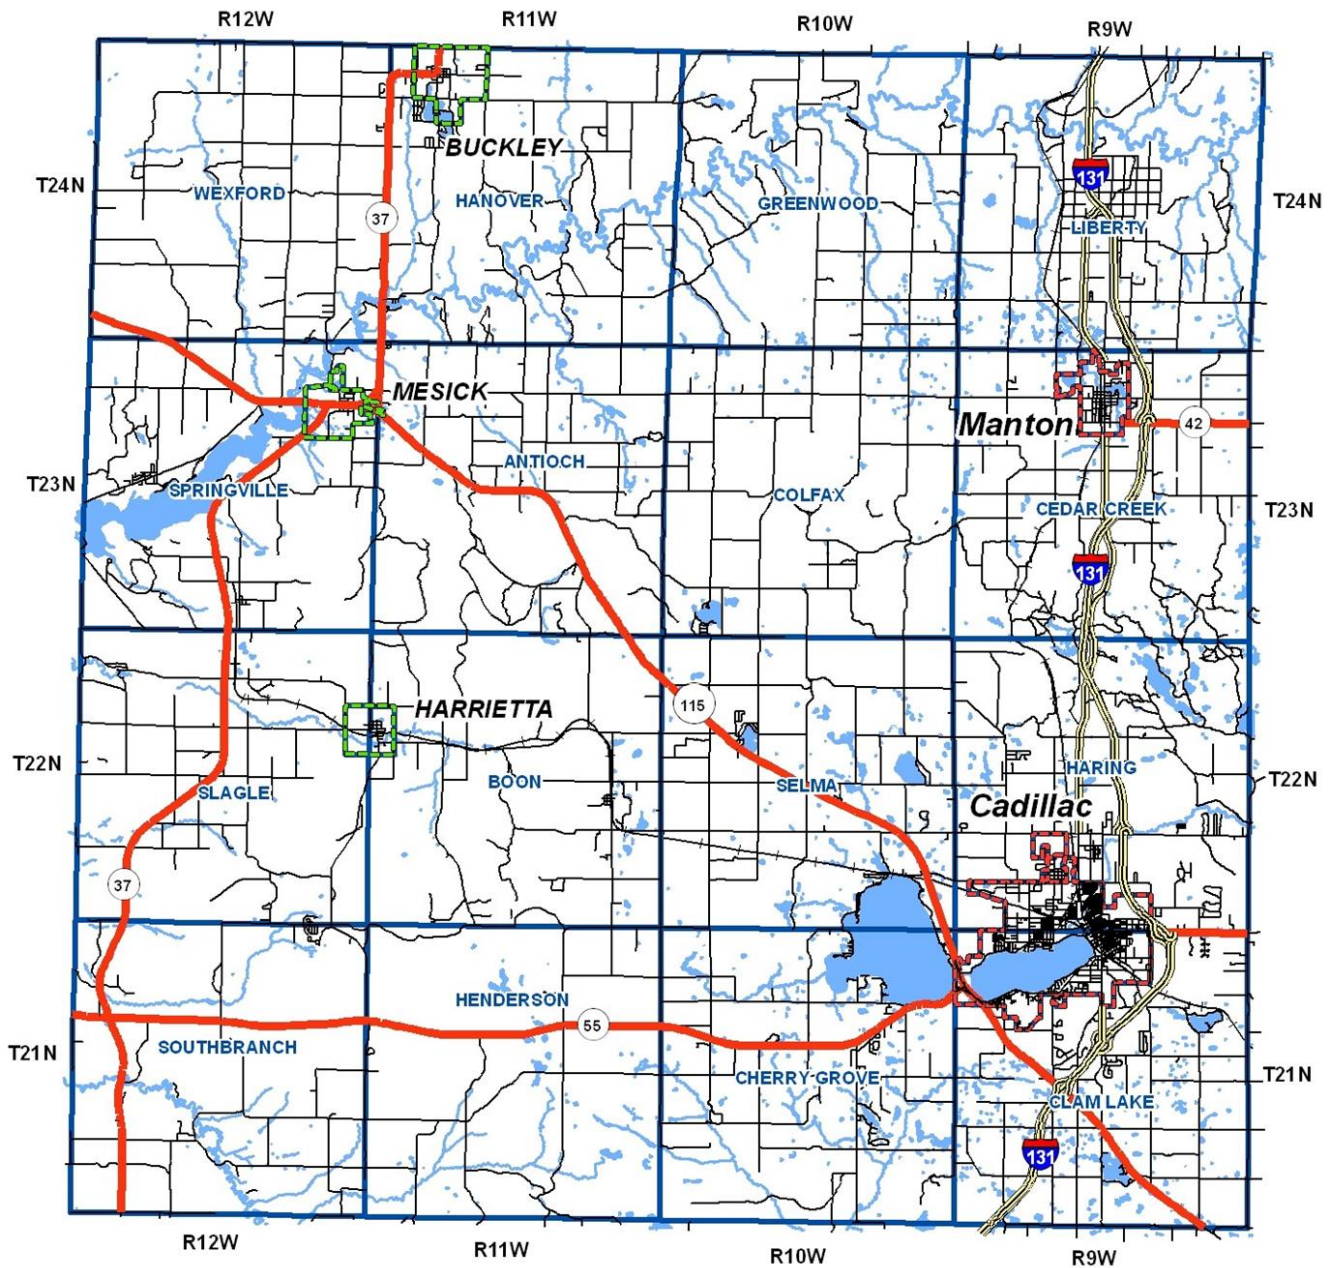 R12W
R11W
R10W
R9W
BUCKLEY
131
T24N
WEXFORD
HANOVER
GREENWOOD
T24N
37
LIBERTY
MESICK
Manton
42
ANTIOCH
T23N
SPRINGVILLE
COLFAX
CEDAR CREEK
T23N
131
HARRIETTA
115
T22N
HARING
T22N
BOON
SELMA
SLAGLE
Cadillac
37
HENDERSON
55
SOUTHBRANCH
T21N
CHERRY GROVE
T21N
CLAM LAKE
131
R12W
R11W
R10W
R9W